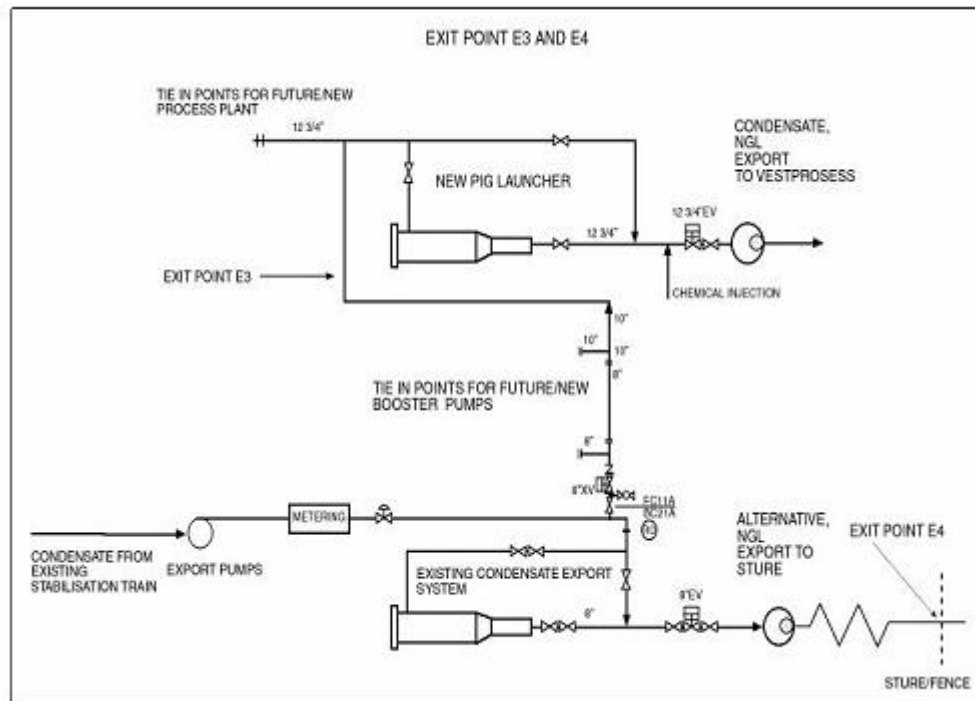 EXIT POINT E3 AND E4
TIE IN POINTS FOR FUTURE/NEW
PROCESS PLANT
12 3/4"
CONDENSATE,
NGL
EXPORT
TO VESTPROSESS
NEW PIG LAUNCHER
12 3/4"EV
12 3/4"
EXIT POINT E3
CHEMICAL INJECTION
10"
10"
10"
8"
TIE IN POINTS FOR FUTURE/NEW
BOOSTER PUMPS
8"
8"XV
METERING
ALTERNATIVE,
NGL
EXPORT TO
STURE
EXIT POINT E4
CONDENSATE FROM
EXISTING
STABILISATION TRAIN
EXPORT PUMPS
EXISTING CONDENSATE EXPORT
SYSTEM
8"
8"EV
STURE/FENCE